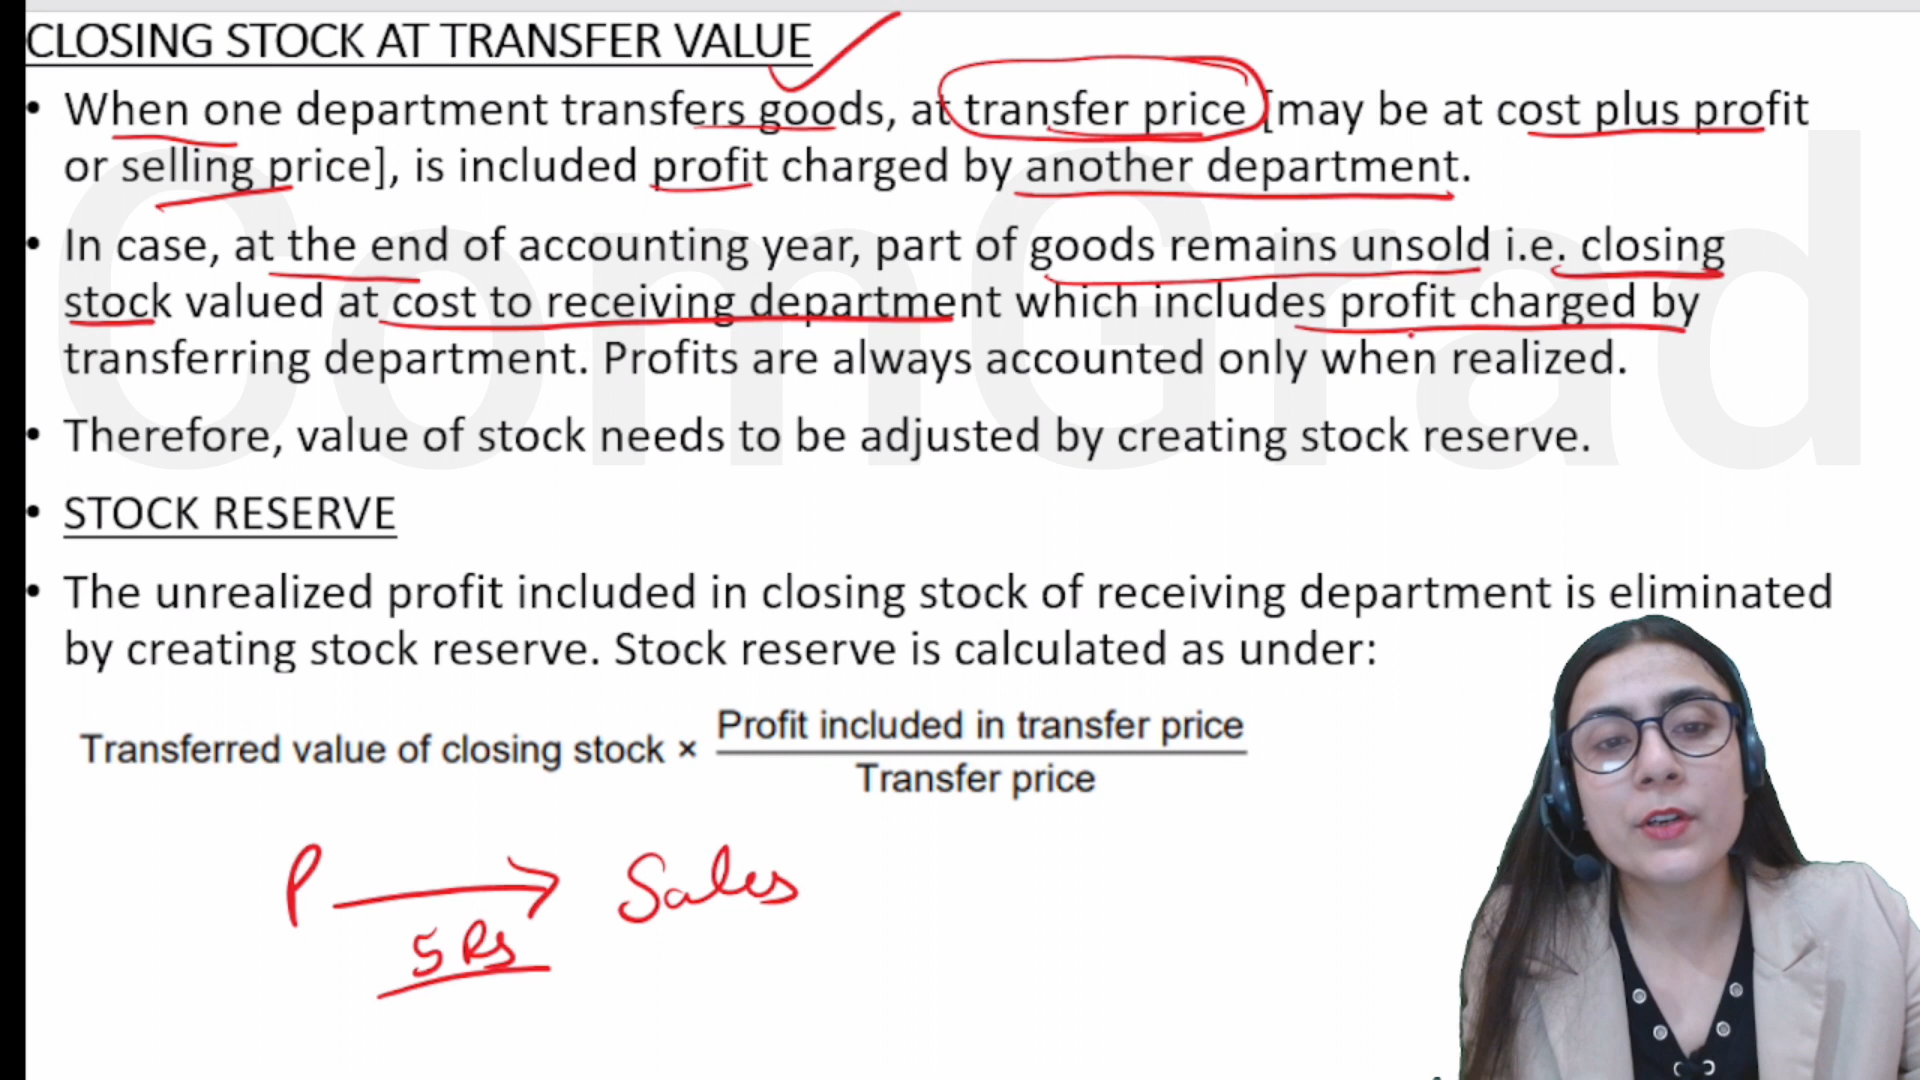 CLOSING STOCK AT TRANSFER VALUE
• When one department transfers goods, at transfer price [may be at cost plus profit
or selling price], is included profit charged by another department.
• In case, at the end of accounting year, part of goods remains unsold i.e. closing
stock valued at cost to receiving department which includes profit charged by
transferring department. Profits are always accounted only when realized.
• Therefore, value of stock needs to be adjusted by creating stock reserve.
• STOCK RESERVE
• The unrealized profit included in closing stock of receiving department is eliminated
by creating stock reserve. Stock reserve is calculated as under:
Profit included in transfer price
Transferred value of closing stock ×
Transfer price
P Sales
5 Rs
ComGrad